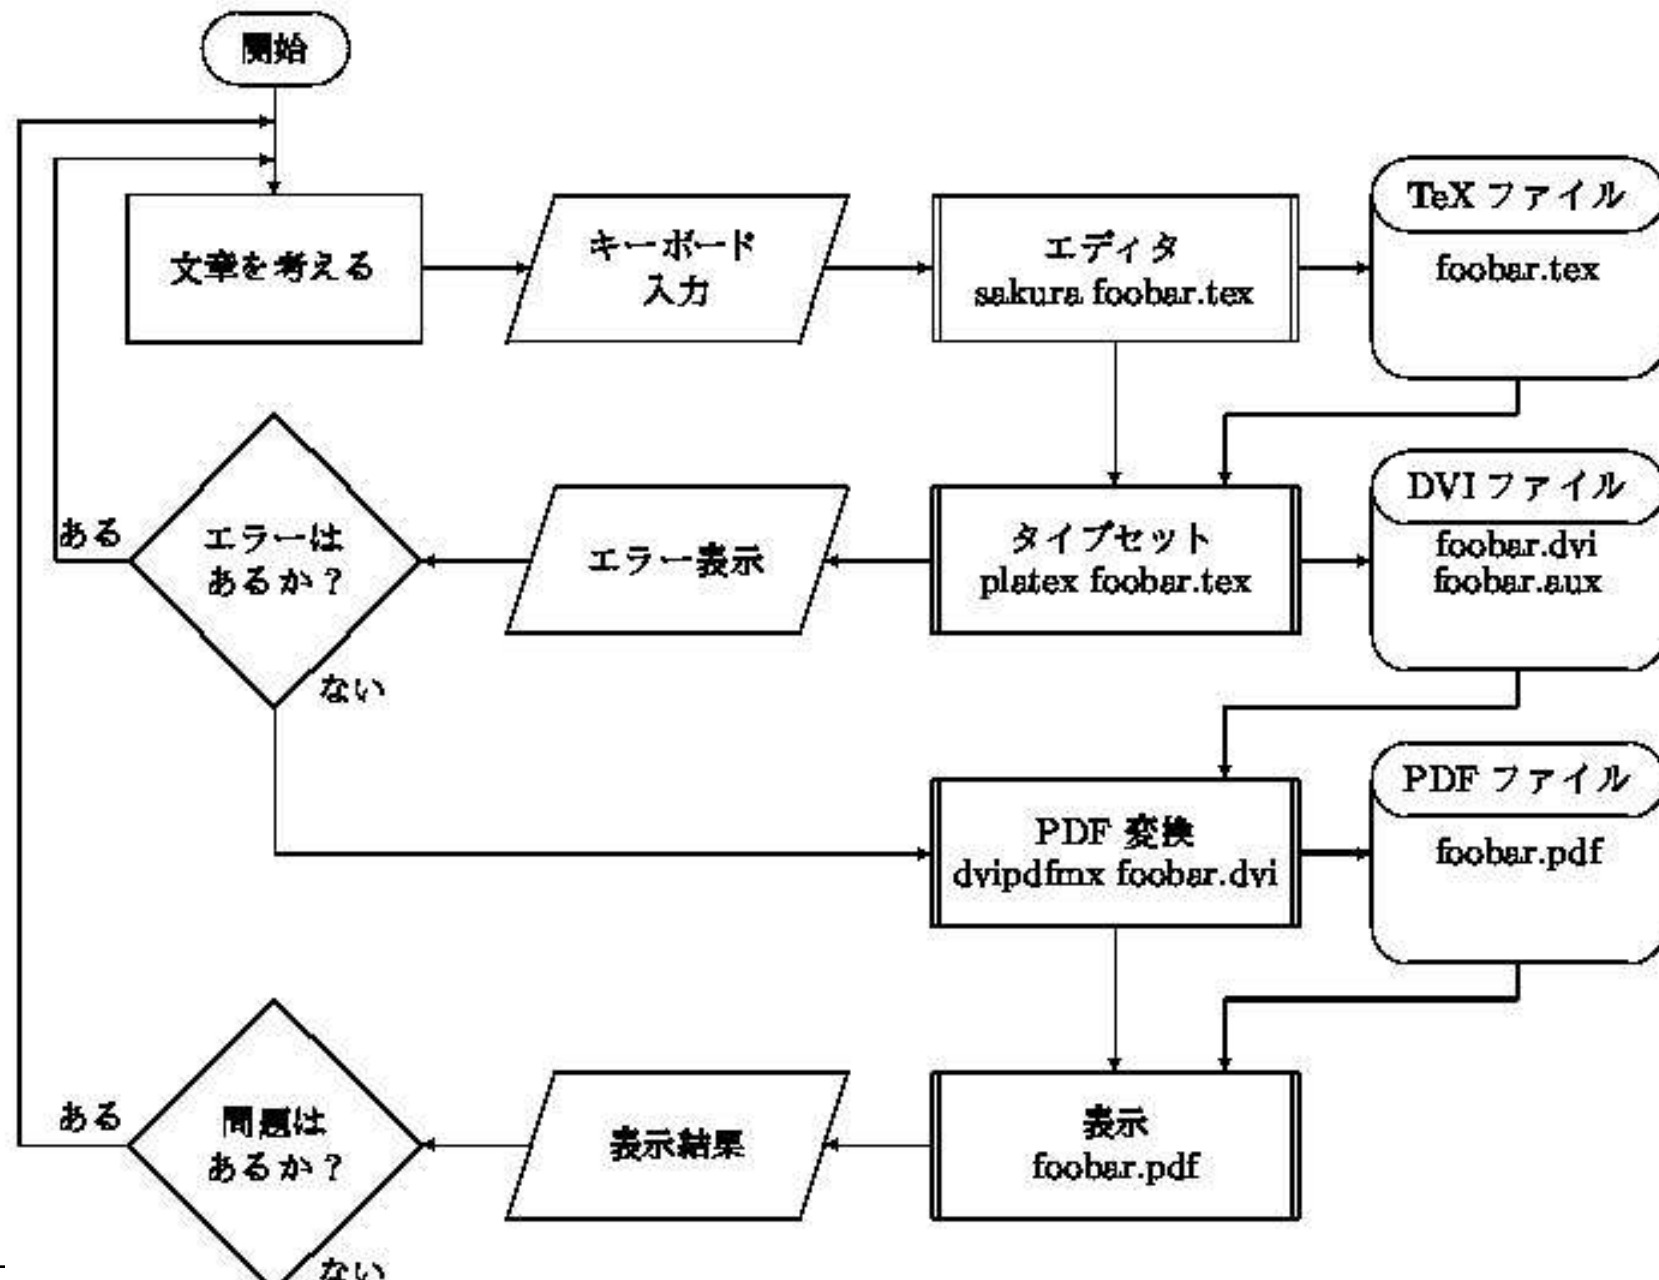 開始
文章を考える
キーボード
入力
エディタ
sakura foobar.tex
TeX ファイル
foobar.tex
ある
エラーは
あるか？
ない
エラー表示
タイプセット
platex foobar.tex
DVI ファイル
foobar.dvi
foobar.aux
PDF 変換
dvipdfmx foobar.dvi
PDF ファイル
foobar.pdf
ある
問題は
あるか？
ない
表示結果
表示
foobar.pdf